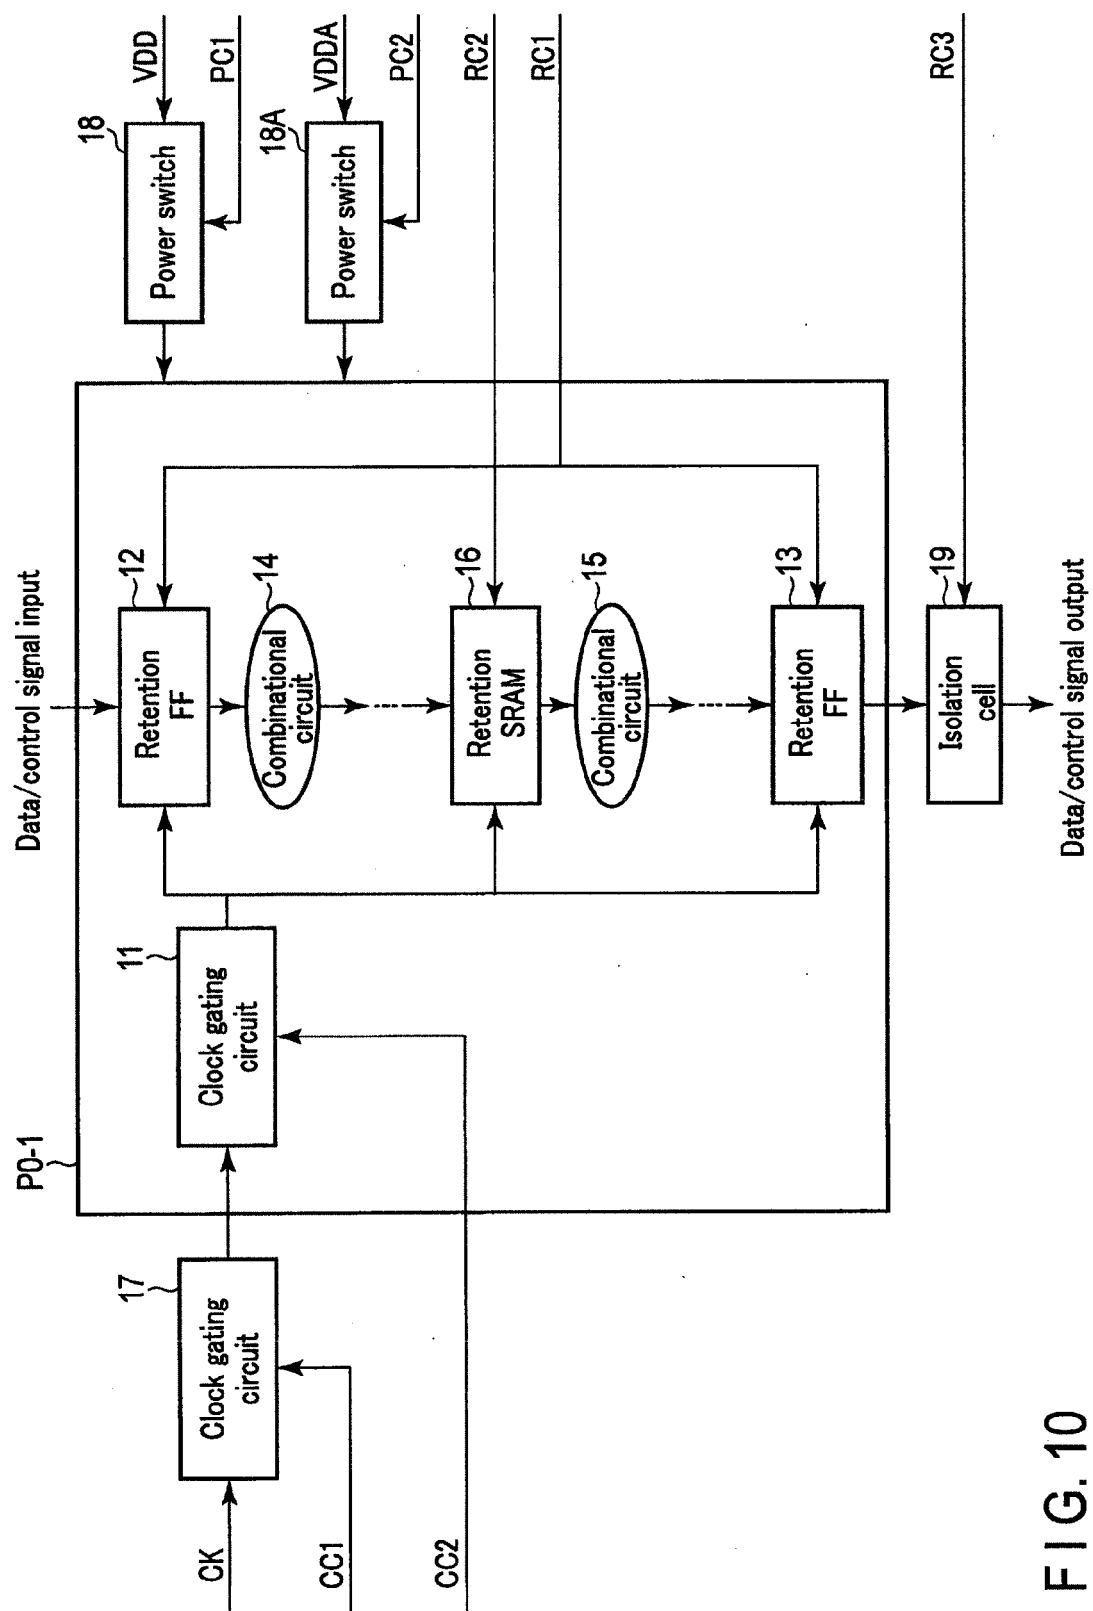 Data/control signal input
VDD
PC1
VDDA
PC2
RC2
RC1
RC3
18
Power switch
18A
Power switch
P0-1
12
Retention
FF
14
Combinational
circuit
16
Retention
SRAM
15
Combinational
circuit
13
Retention
FF
19
Isolation
cell
11
Clock gating
circuit
17
Clock gating
circuit
CK
CC1
CC2
Data/control signal output
FIG. 10